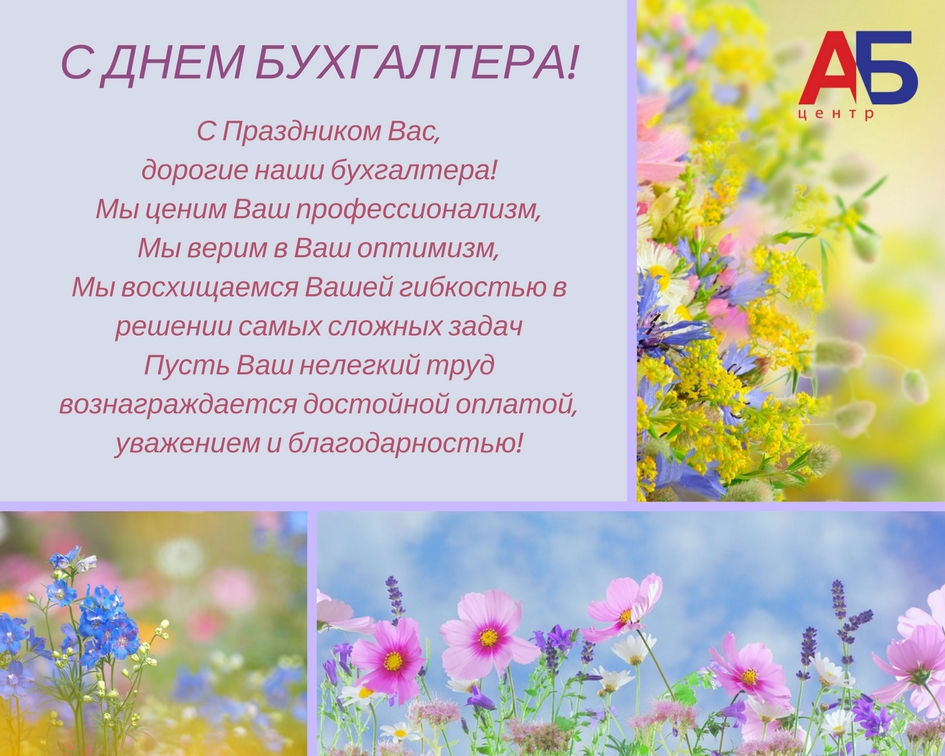 С ДНЕМ БУХГАЛТЕРА!
С Праздником Вас,
дорогие наши бухгалтера!
Мы ценим Ваш профессионализм,
Мы верим в Ваш оптимизм,
Мы восхищаемся Вашей гибкостью в
решении самых сложных задач
Пусть Ваш нелегкий труд
вознаграждается достойной оплатой,
уважением и благодарностью!
АБ
центр